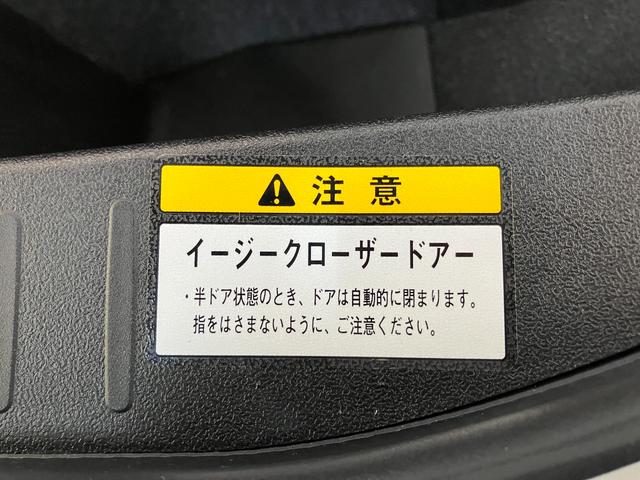 注意
イージークローザードアー
・半ドア状態のとき、ドアは自動的に閉まります。
指をはさまないように、ご注意ください。